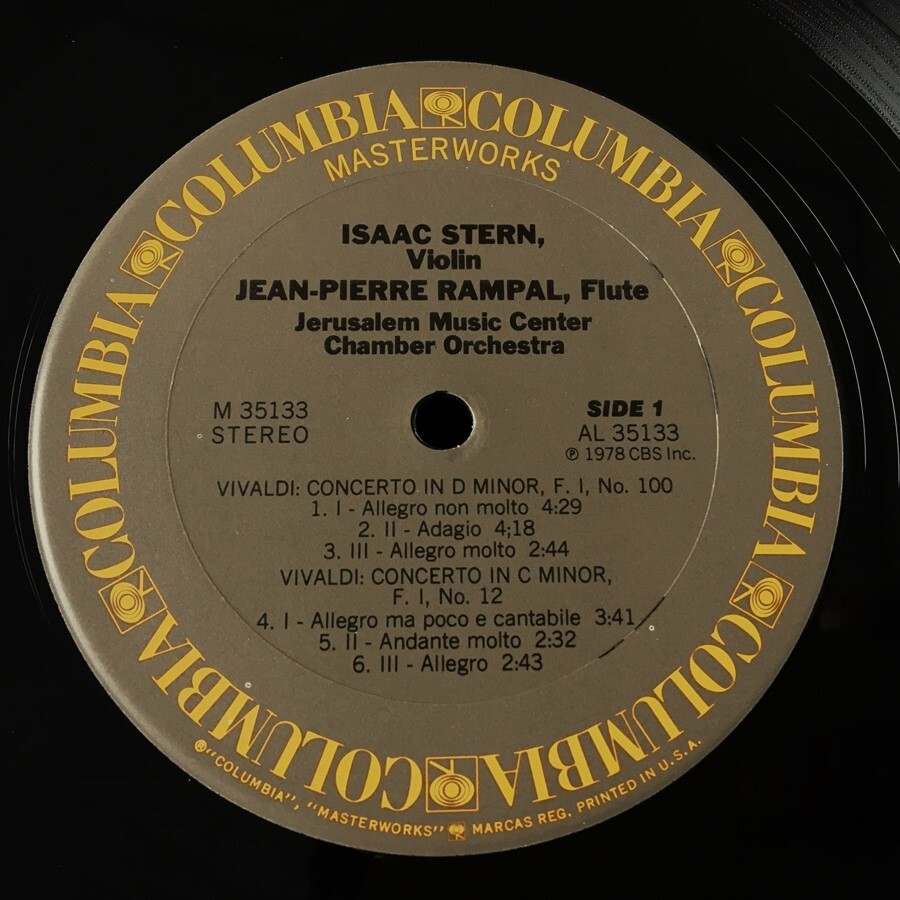 COLUMBIA COLUMBIA COLUMBIA COLUMBIA COLUMBIA COLUMBIA COLUMBIA COLUMBIA
MASTERWORKS
ISAAC STERN,
Violin
JEAN-PIERRE RAMPAL, Flute
Jerusalem Music Center
Chamber Orchestra
M 35133
STEREO
SIDE 1
AL 35133
℗ 1978 CBS Inc.
VIVALDI: CONCERTO IN D MINOR, F. I, No. 100
1. I - Allegro non molto 4:29
2. II - Adagio 4;18
3. III - Allegro molto 2:44
VIVALDI: CONCERTO IN C MINOR,
F. I, No. 12
4. I - Allegro ma poco e cantabile 3:41
5. II - Andante molto 2:32
6. III - Allegro 2:43
®"COLUMBIA", "MASTERWORKS" MARCAS REG. PRINTED IN U.S.A.